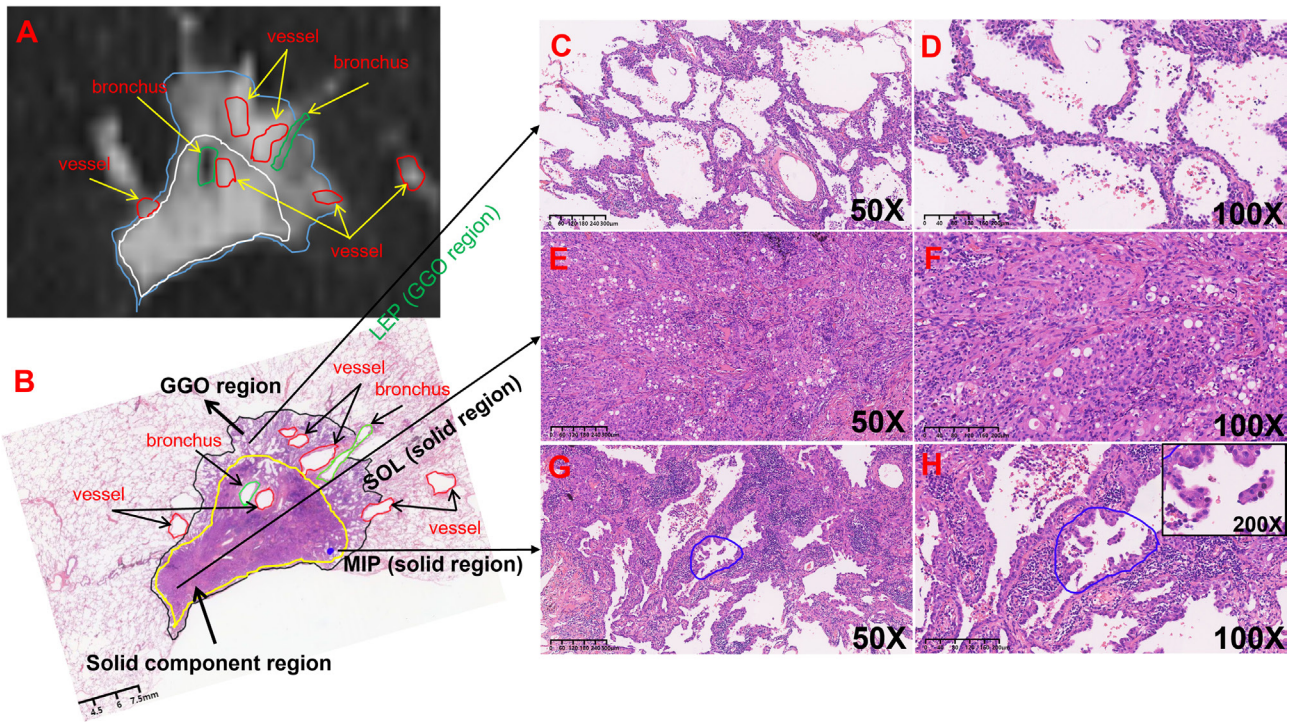 A
vessel
bronchus
bronchus
vessel
vessel
B
GGO region
vessel
bronchus
bronchus
vessel
vessel
MIP (solid region)
Solid component region
4.5 6 7.5mm
LEP (GGO region)
SOL (solid region)
C
50X
D
100X
E
50X
F
100X
G
50X
H
200X
100X